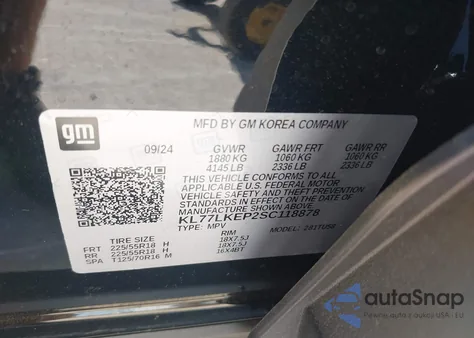 gm
MFD BY GM KOREA COMPANY
09/24 GVWR GAWR FRT GAWR RR
1880 KG 1060 KG 1060 KG
4145 LB 2336 LB 2336 LB
THIS VEHICLE CONFORMS TO ALL
APPLICABLE U.S. FEDERAL MOTOR
VEHICLE SAFETY AND THEFT PREVENTION
STANDARDS IN EFFECT ON THE DATE OF
MANUFACTURE SHOWN ABOVE.
KL77LKEP2SC118878
TYPE: MPV MODEL:
TIRE SIZE RIM
FRT 225/55R18 H 18X7.5J
RR 225/55R18 H 18X7.5J
SPA T125/70R16 M 16X4BT
autoSnap